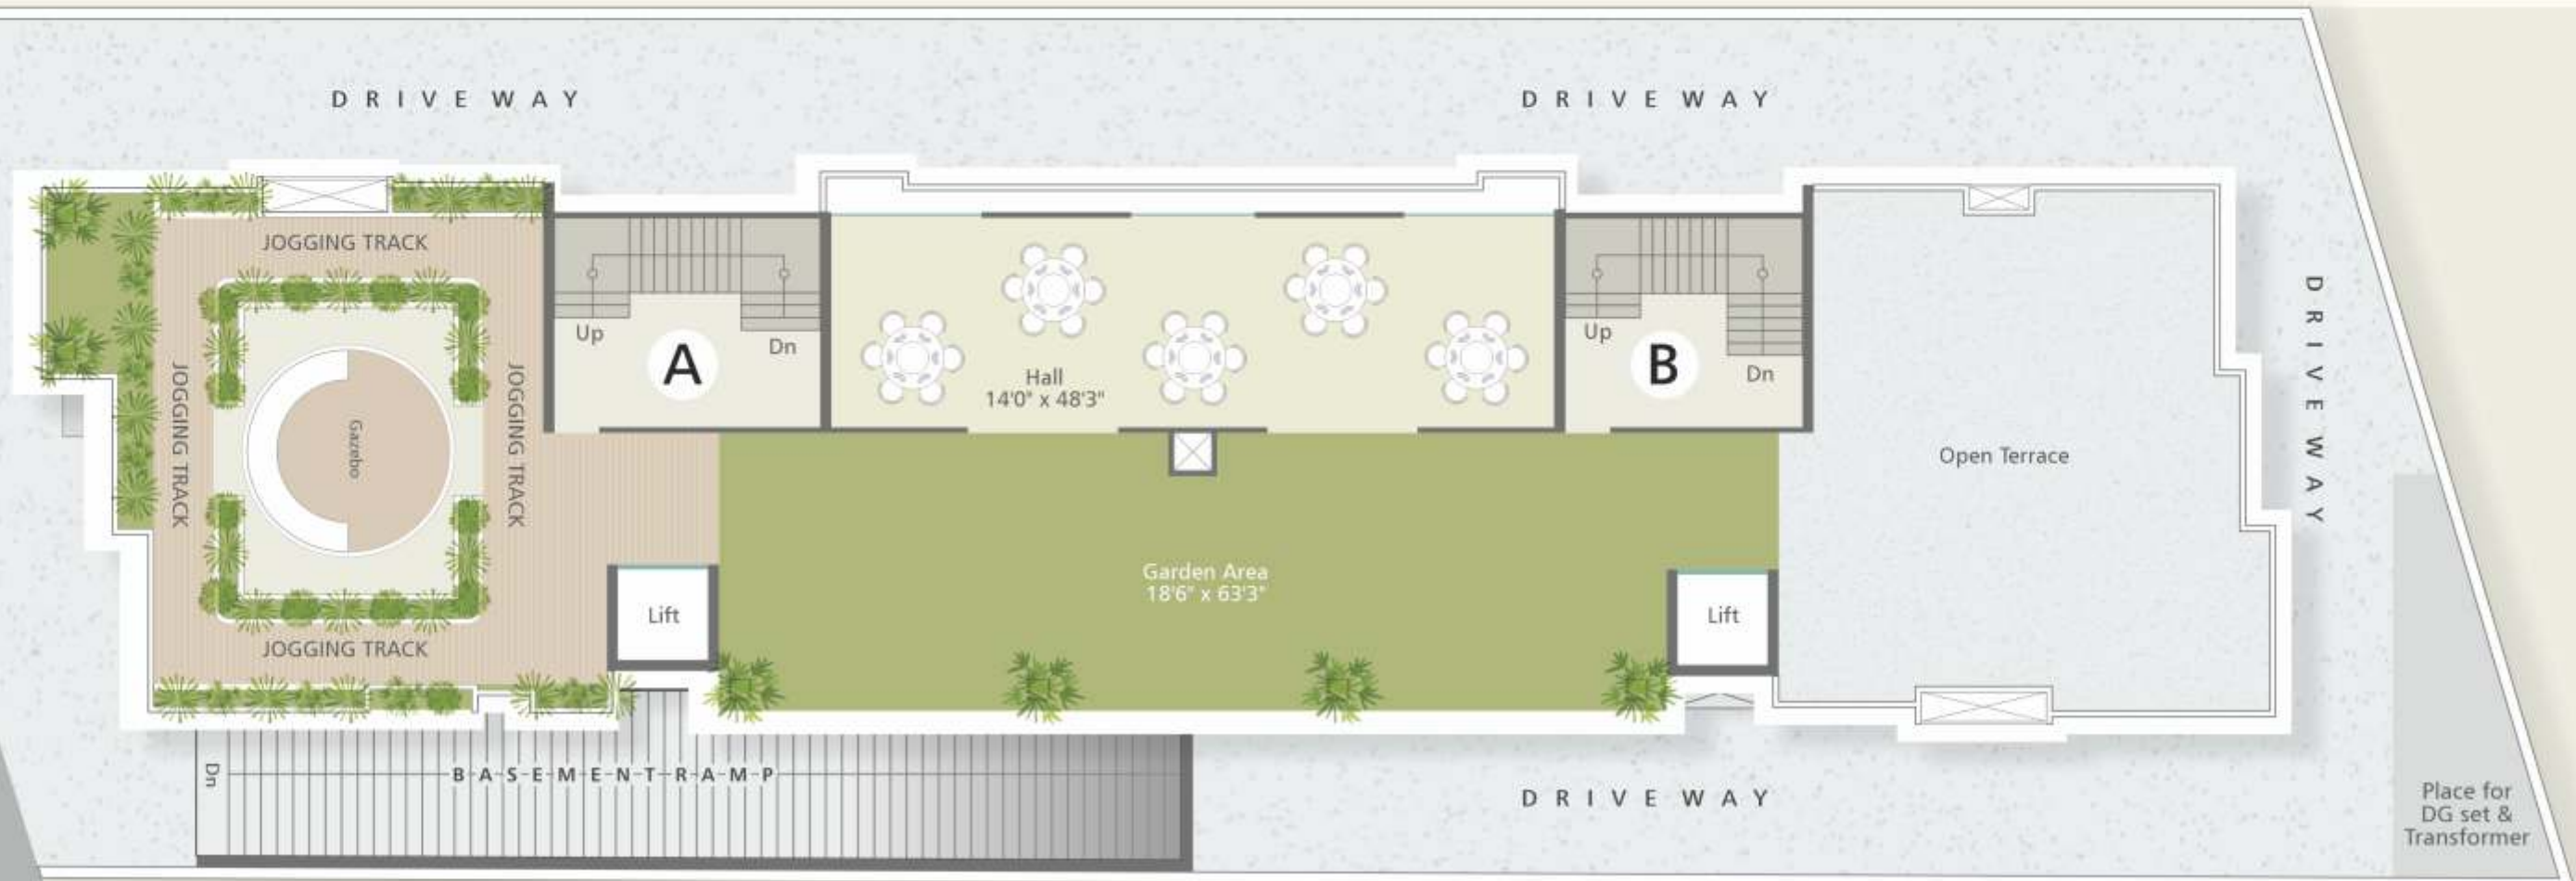 DRIVE WAY
DRIVE WAY
JOGGING TRACK
JOGGING TRACK
Gazebo
JOGGING TRACK
JOGGING TRACK
Up
A
Dn
Hall
14'0" x 48'3"
Up
B
Dn
Open Terrace
DRIVE WAY
Garden Area
18'6" x 63'3"
Lift
Lift
Dn
BASEMENT RAMP
DRIVE WAY
Place for
DG set &
Transformer